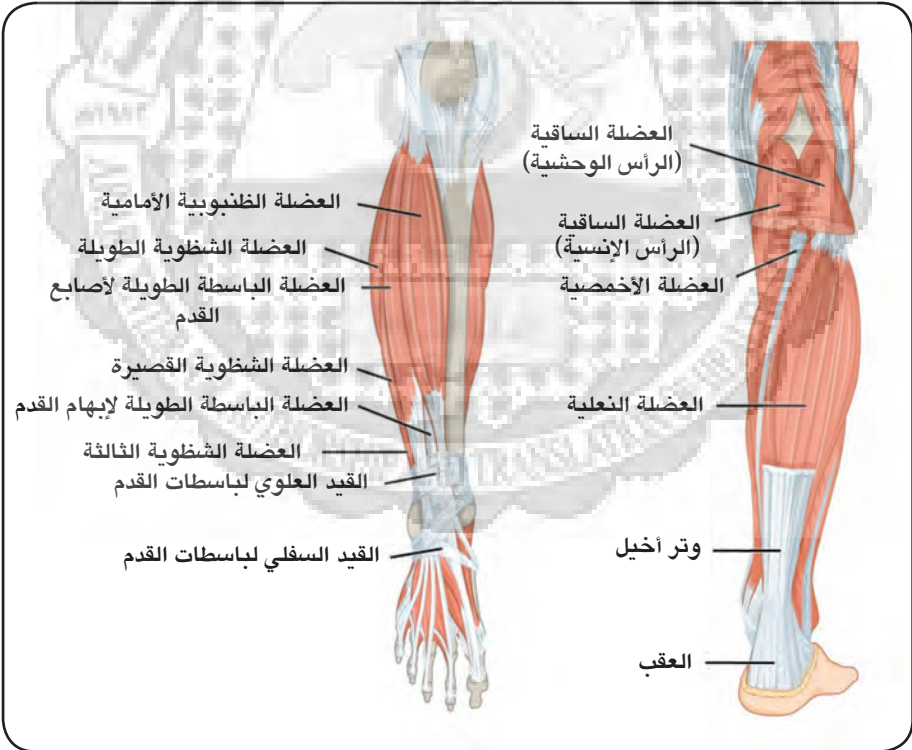 العضلة الساقية
(الرأس الوحشية)
العضلة الساقية
(الرأس الإنسية)
العضلة الأخمصية
العضلة النعلية
وتر أخيل
العقب
العضلة الظنبوبية الأمامية
العضلة الشظوية الطويلة
العضلة الباسطة الطويلة لأصابع
القدم
العضلة الشظوية القصيرة
العضلة الباسطة الطويلة لإبهام القدم
العضلة الشظوية الثالثة
القيد العلوي لباسطات القدم
القيد السفلي لباسطات القدم